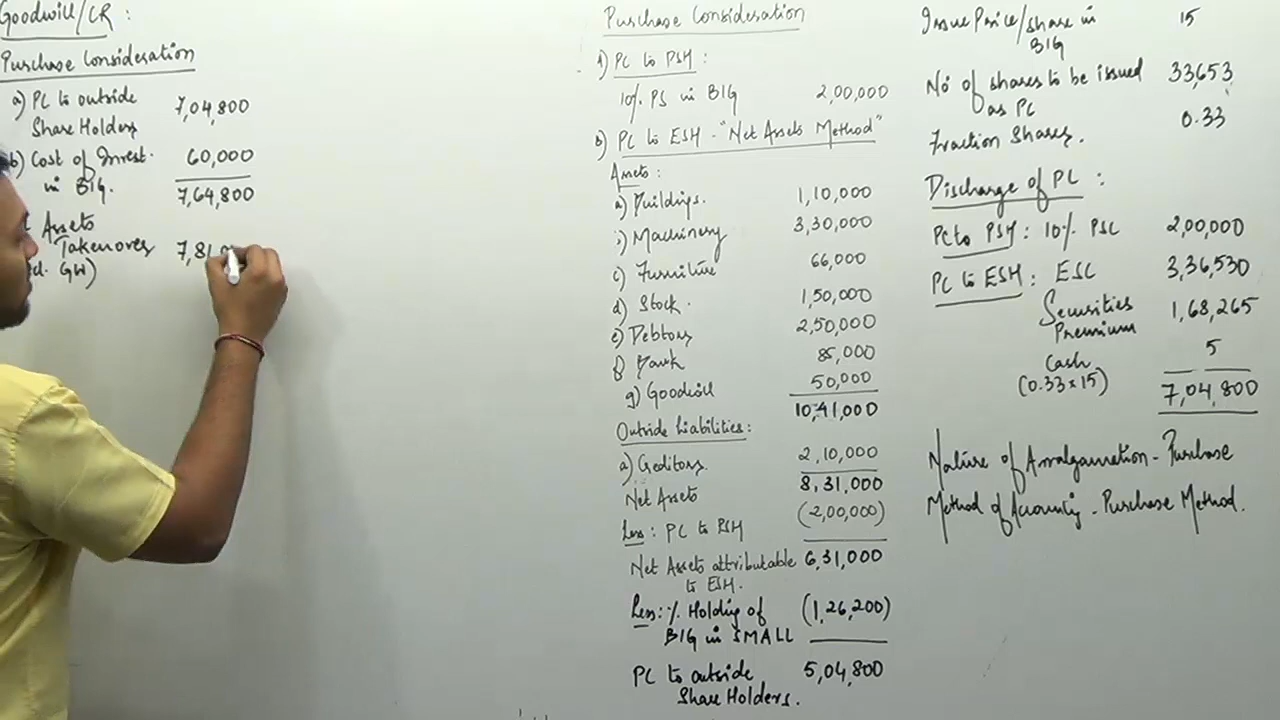 Goodwill/CR :
Purchase Consideration
a) PC to outside 7,04,800
Share Holders
b) Cost of Invest. 60,000
in BIG.
7,64,800
Assets
Takenover 7,81,0
GW)
Purchase Consideration
1) PC to PSH :
10% PS in BIG 2,00,000
PC to ESH - "Net Assets Method"
Assets :
a) Buildings. 1,10,000
Machinery 3,30,000
c) Furniture 66,000
d) Stock. 1,50,000
e) Debtors 2,50,000
f) Bank 85,000
g) Goodwill 50,000
10,41,000
Outside Liabilities :
a) Creditors. 2,10,000
8,31,000
Net Assets
Less : PC to PSH (2,00,000)
Net Assets attributable 6,31,000
to ESH.
Less : % Holding of (1,26,200)
BIG in SMALL
PC to outside 5,04,800
Share Holders.
Issue Price/share in 15
BIG
No of shares to be issued 33,653
as PC
Fraction Shares. 0.33
Discharge of PC :
PC to PSH : 10% PSC 2,00,000
PC to ESH : ESC 3,36,530
Securities 1,68,265
Premium
Cash 5
(0.33x15) 7,04,800
Nature of Amalgamation - Purchase
Method of Accounting - Purchase Method.